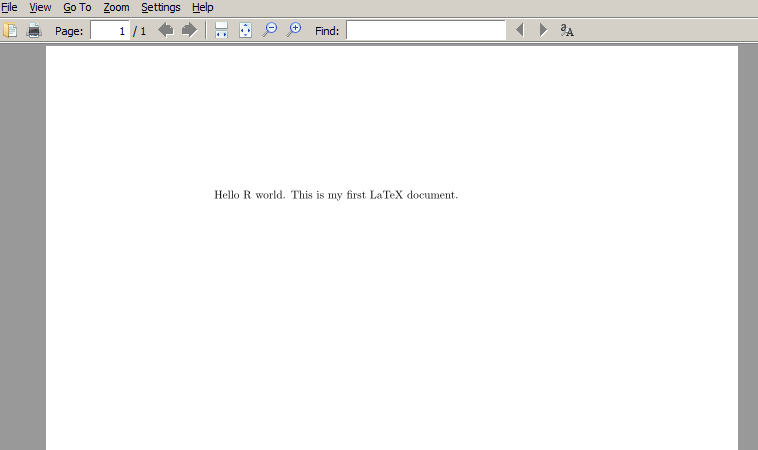 File View Go To Zoom Settings Help
Page: 1 / 1 Find: aA
Hello R world. This is my first LaTeX document.